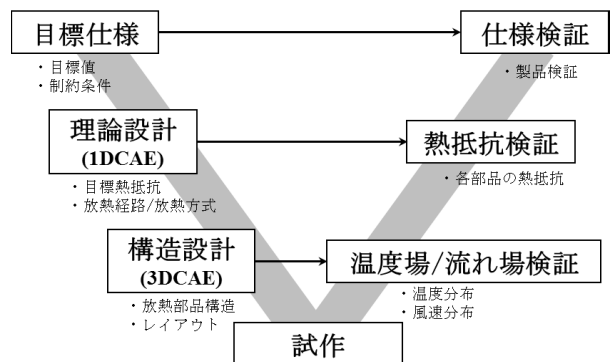 目標仕様
・目標値
・制約条件
仕様検証
・製品検証
理論設計
(1DCAE)
・目標熱抵抗
・放熱経路/放熱方式
熱抵抗検証
・各部品の熱抵抗
構造設計
(3DCAE)
・放熱部品構造
・レイアウト
温度場/流れ場検証
・温度分布
・風速分布
試作